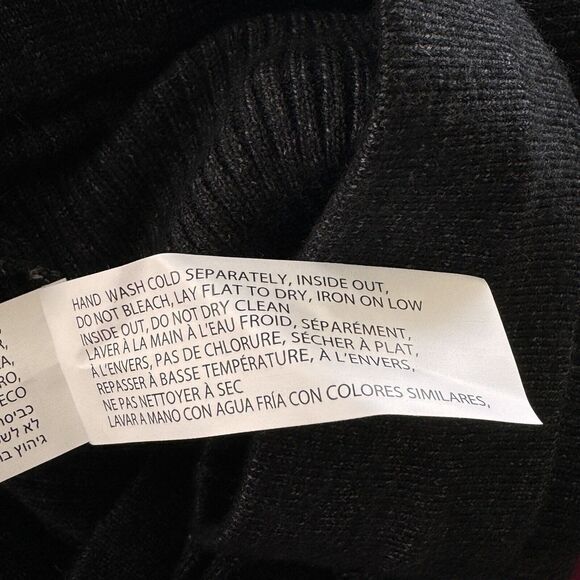 HAND WASH COLD SEPARATELY, INSIDE OUT,
DO NOT BLEACH, LAY FLAT TO DRY, IRON ON LOW
INSIDE OUT, DO NOT DRY CLEAN
LAVER À LA MAIN À L'EAU FROID, SÉPARÉMENT,
À L'ENVERS, PAS DE CHLORURE, SÉCHER À PLAT,
REPASSER À BASSE TEMPÉRATURE, À L'ENVERS,
NE PAS NETTOYER À SEC
LAVAR A MANO CON AGUA FRÍA CON COLORES SIMILARES,